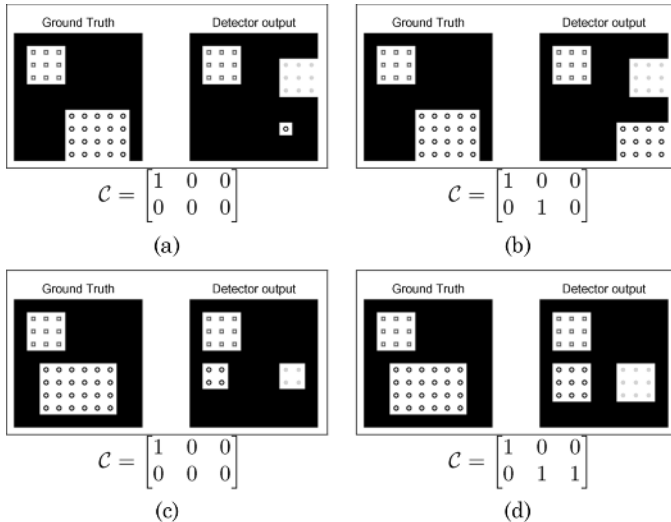 Ground Truth Detector output Ground Truth Detector output
C = [1 0 0 C = [1 0 0
0 0 0] 0 1 0]
(a) (b)
Ground Truth Detector output Ground Truth Detector output
C = [1 0 0 C = [1 0 0
0 0 0] 0 1 1]
(c) (d)